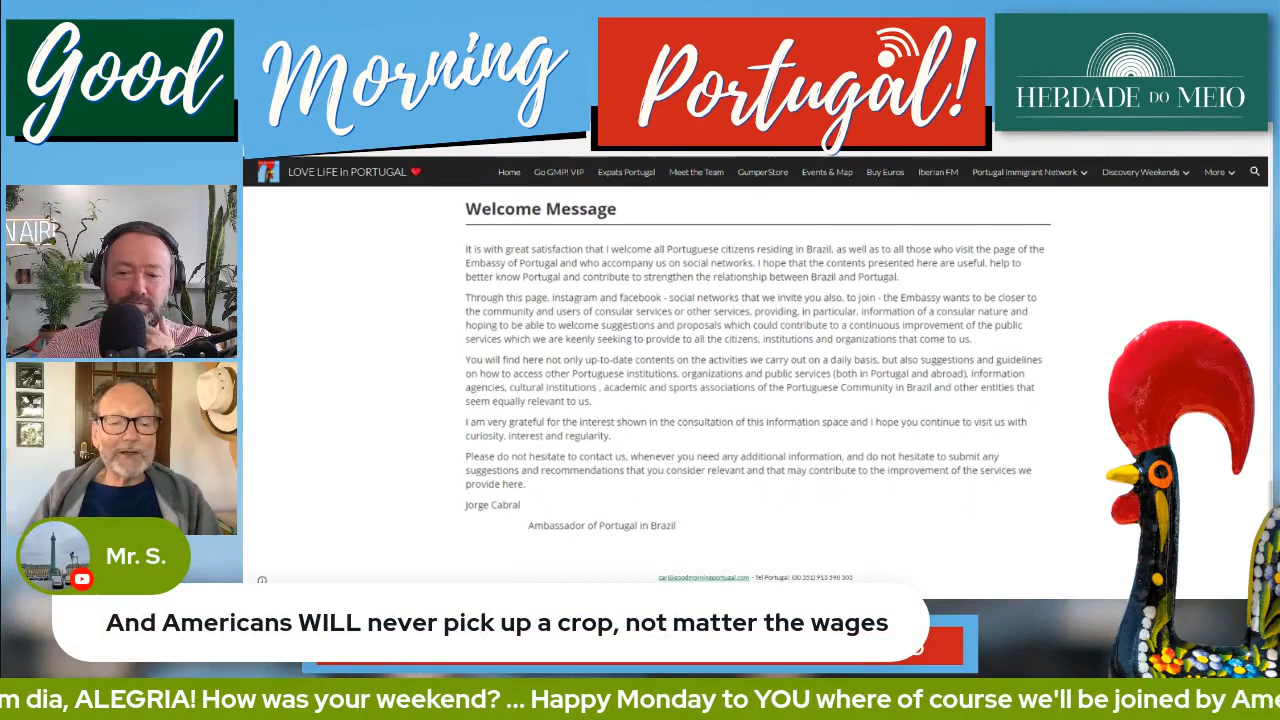 Good Morning Portugal!
HERDADE DO MEIO
LOVE LIFE in PORTUGAL
Home Go GMP! VIP Expats Portugal Meet the Team GumperStore Events & Map Buy Euros Iberian FM Portugal Immigrant Network Discovery Weekends More
N AIR
Welcome Message
It is with great satisfaction that I welcome all Portuguese citizens residing in Brazil, as well as to all those who visit the page of the
Embassy of Portugal and who accompany us on social networks. I hope that the contents presented here are useful, help to
better know Portugal and contribute to strengthen the relationship between Brazil and Portugal.
Through this page, instagram and facebook - social networks that we invite you also, to join - the Embassy wants to be closer to
the community and users of consular services or other services, providing, in particular, information of a consular nature and
hoping to be able to welcome suggestions and proposals which could contribute to a continuous improvement of the public
services which we are keenly seeking to provide to all the citizens, institutions and organizations that come to us.
You will find here not only up-to-date contents on the activities we carry out on a daily basis, but also suggestions and guidelines
on how to access other Portuguese institutions, organizations and public services (both in Portugal and abroad), information
agencies, cultural institutions , academic and sports associations of the Portuguese Community in Brazil and other entities that
seem equally relevant to us.
I am very grateful for the interest shown in the consultation of this information space and I hope you continue to visit us with
curiosity, interest and regularity.
Please do not hesitate to contact us, whenever you need any additional information, and do not hesitate to submit any
suggestions and recommendations that you consider relevant and that may contribute to the improvement of the services we
provide here.
Jorge Cabral
Ambassador of Portugal in Brazil
carl@goodmorningportugal.com - Tel Portugal: (00 351) 913 590 303
Mr. S.
And Americans WILL never pick up a crop, not matter the wages
m dia, ALEGRIA! How was your weekend? ... Happy Monday to YOU where of course we'll be joined by Ame